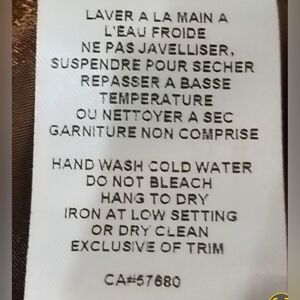 LAVER A LA MAIN A
L'EAU FROIDE
NE PAS JAVELLISER,
SUSPENDRE POUR SECHER
REPASSER A BASSE
TEMPERATURE
OU NETTOYER A SEC
GARNITURE NON COMPRISE
HAND WASH COLD WATER
DO NOT BLEACH
HANG TO DRY
IRON AT LOW SETTING
OR DRY CLEAN
EXCLUSIVE OF TRIM
CA#57680